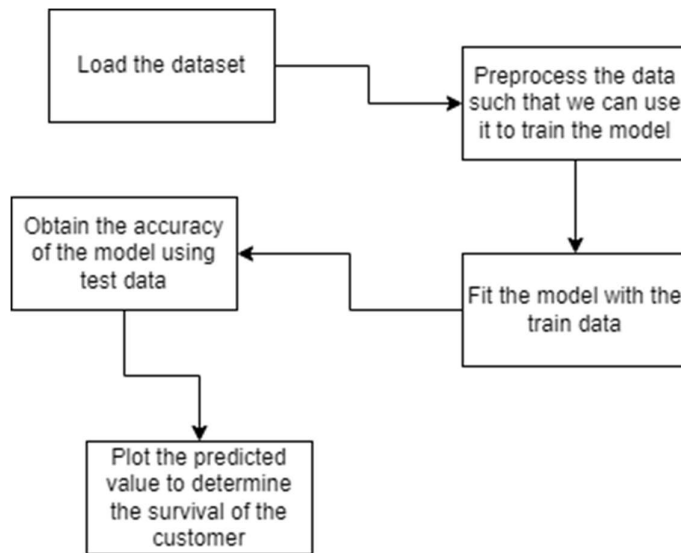 Load the dataset
Preprocess the data
such that we can use
it to train the model
Fit the model with the
train data
Obtain the accuracy
of the model using
test data
Plot the predicted
value to determine
the survival of the
customer